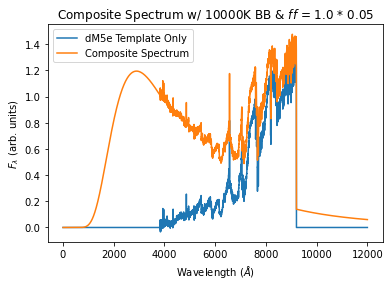 Composite Spectrum w/ 10000K BB & ff = 1.0 * 0.05
dM5e Template Only
Composite Spectrum
1.4
1.2
1.0
0.8
0.6
0.4
0.2
0.0
Fλ (arb. units)
0 2000 4000 6000 8000 10000 12000
Wavelength (Å)